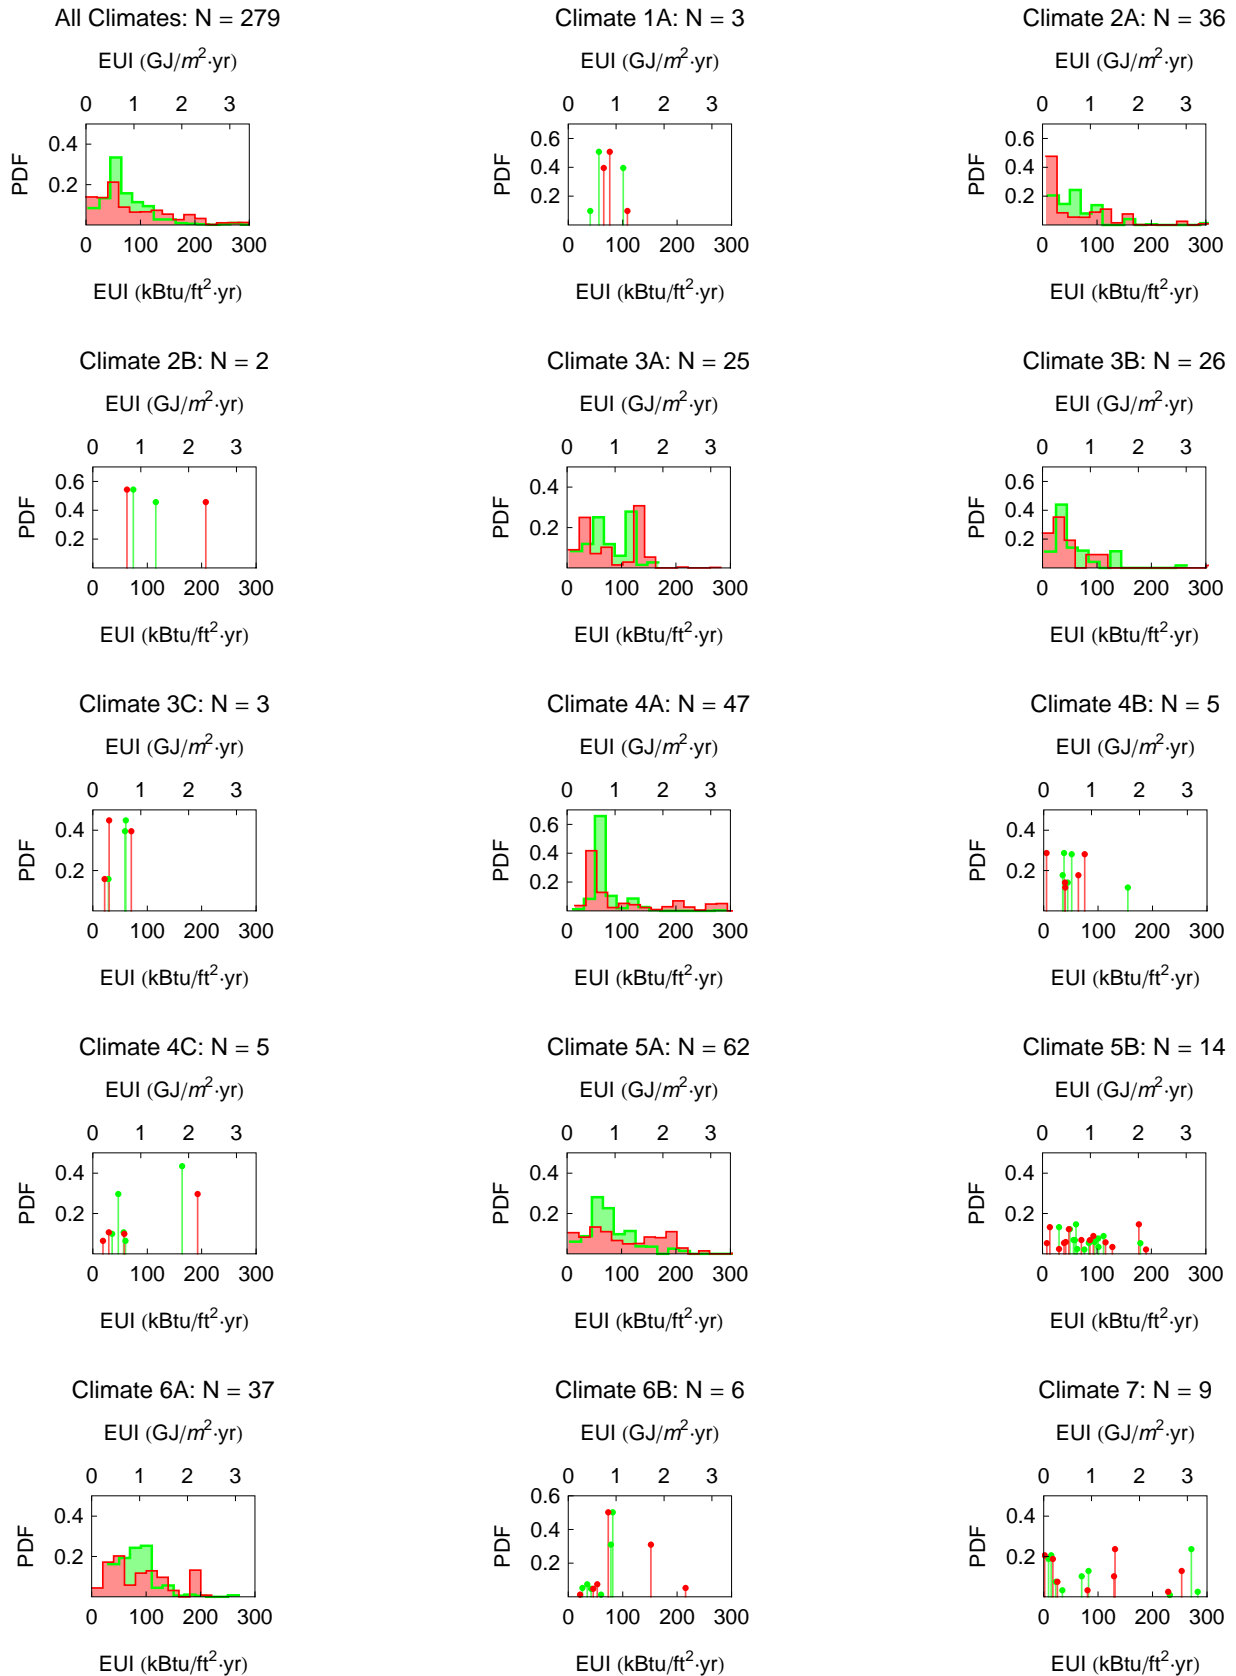 All Climates: N = 279
EUI (GJ/m²·yr)
0 1 2 3
PDF
0.4
0.2
0 100 200 300
EUI (kBtu/ft²·yr)
Climate 1A: N = 3
EUI (GJ/m²·yr)
0 1 2 3
PDF
0.6
0.4
0.2
0 100 200 300
EUI (kBtu/ft²·yr)
Climate 2A: N = 36
EUI (GJ/m²·yr)
0 1 2 3
PDF
0.6
0.4
0.2
0 100 200 300
EUI (kBtu/ft²·yr)
Climate 2B: N = 2
EUI (GJ/m²·yr)
0 1 2 3
PDF
0.6
0.4
0.2
0 100 200 300
EUI (kBtu/ft²·yr)
Climate 3A: N = 25
EUI (GJ/m²·yr)
0 1 2 3
PDF
0.4
0.2
0 100 200 300
EUI (kBtu/ft²·yr)
Climate 3B: N = 26
EUI (GJ/m²·yr)
0 1 2 3
PDF
0.6
0.4
0.2
0 100 200 300
EUI (kBtu/ft²·yr)
Climate 3C: N = 3
EUI (GJ/m²·yr)
0 1 2 3
PDF
0.4
0.2
0 100 200 300
EUI (kBtu/ft²·yr)
Climate 4A: N = 47
EUI (GJ/m²·yr)
0 1 2 3
PDF
0.6
0.4
0.2
0 100 200 300
EUI (kBtu/ft²·yr)
Climate 4B: N = 5
EUI (GJ/m²·yr)
0 1 2 3
PDF
0.4
0.2
0 100 200 300
EUI (kBtu/ft²·yr)
Climate 4C: N = 5
EUI (GJ/m²·yr)
0 1 2 3
PDF
0.4
0.2
0 100 200 300
EUI (kBtu/ft²·yr)
Climate 5A: N = 62
EUI (GJ/m²·yr)
0 1 2 3
PDF
0.4
0.2
0 100 200 300
EUI (kBtu/ft²·yr)
Climate 5B: N = 14
EUI (GJ/m²·yr)
0 1 2 3
PDF
0.4
0.2
0 100 200 300
EUI (kBtu/ft²·yr)
Climate 6A: N = 37
EUI (GJ/m²·yr)
0 1 2 3
PDF
0.4
0.2
0 100 200 300
EUI (kBtu/ft²·yr)
Climate 6B: N = 6
EUI (GJ/m²·yr)
0 1 2 3
PDF
0.6
0.4
0.2
0 100 200 300
EUI (kBtu/ft²·yr)
Climate 7: N = 9
EUI (GJ/m²·yr)
0 1 2 3
PDF
0.4
0.2
0 100 200 300
EUI (kBtu/ft²·yr)